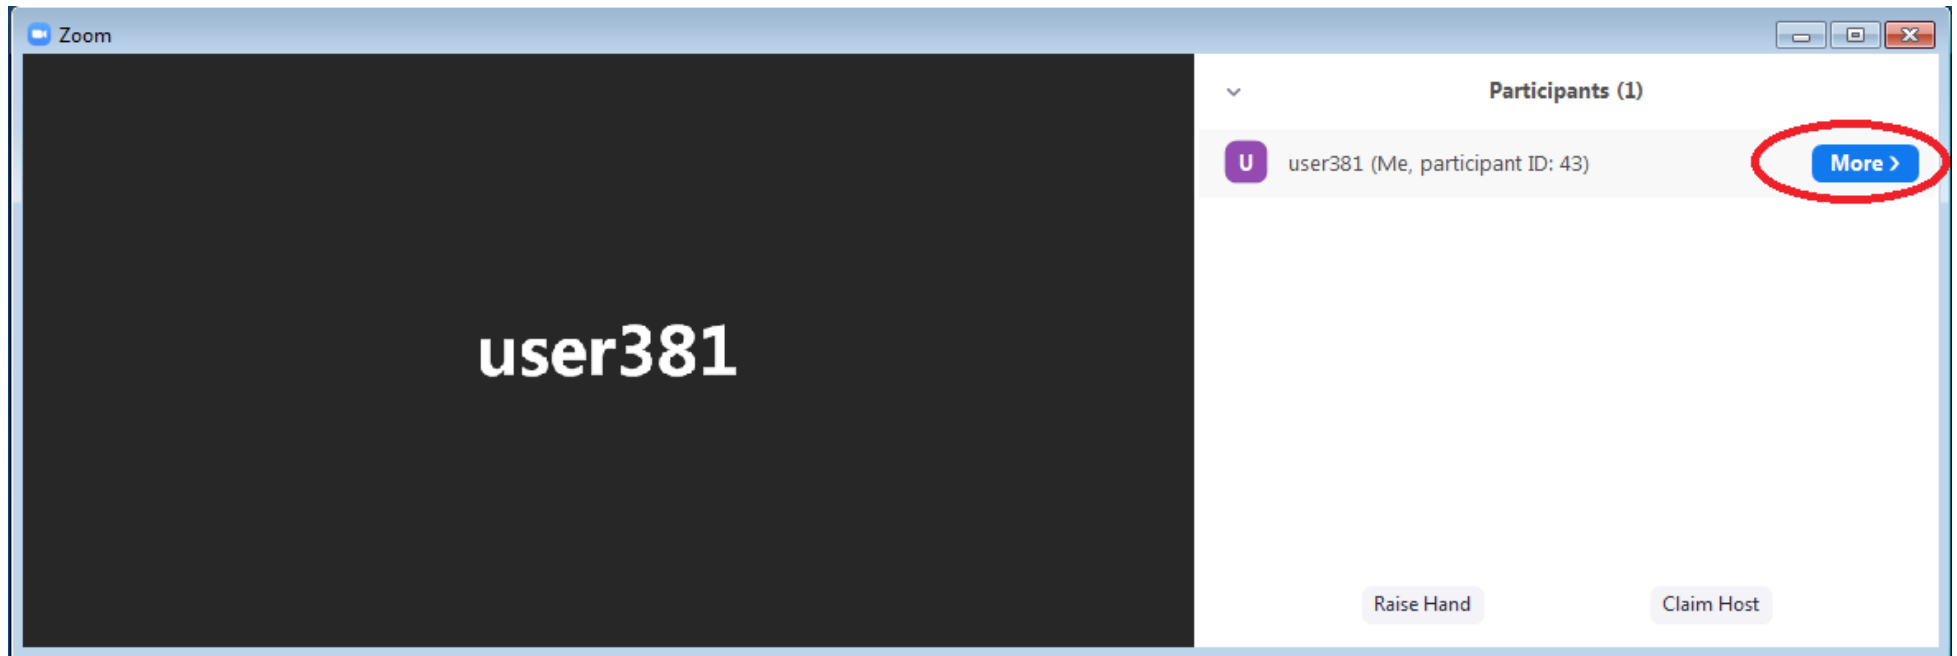 Zoom
Participants (1)
U user381 (Me, participant ID: 43) More >
user381
Raise Hand Claim Host